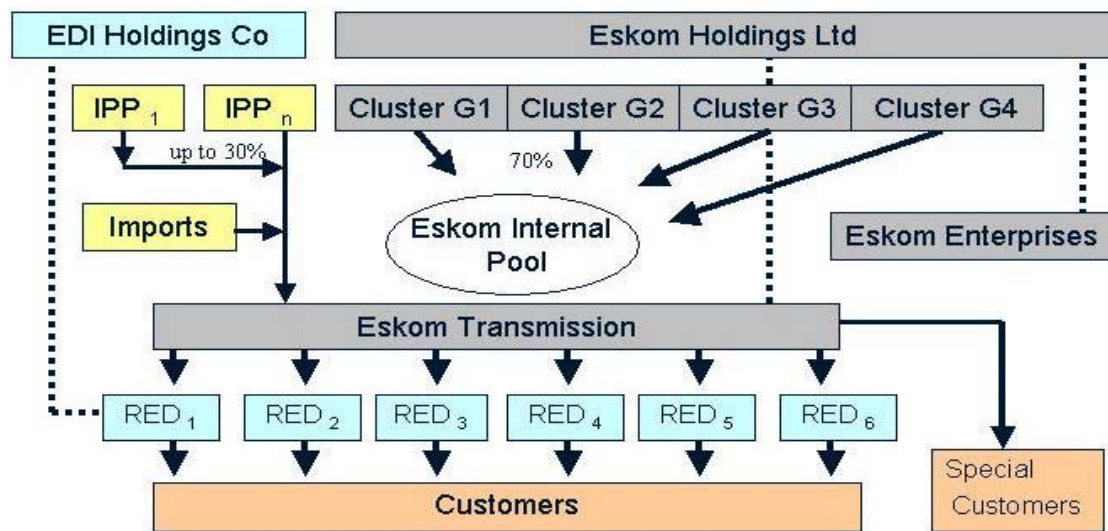 EDI Holdings Co
Eskom Holdings Ltd
IPP 1
IPP n
Cluster G1
Cluster G2
Cluster G3
Cluster G4
up to 30%
70%
Imports
Eskom Internal
Pool
Eskom Enterprises
Eskom Transmission
RED 1
RED 2
RED 3
RED 4
RED 5
RED 6
Customers
Special
Customers